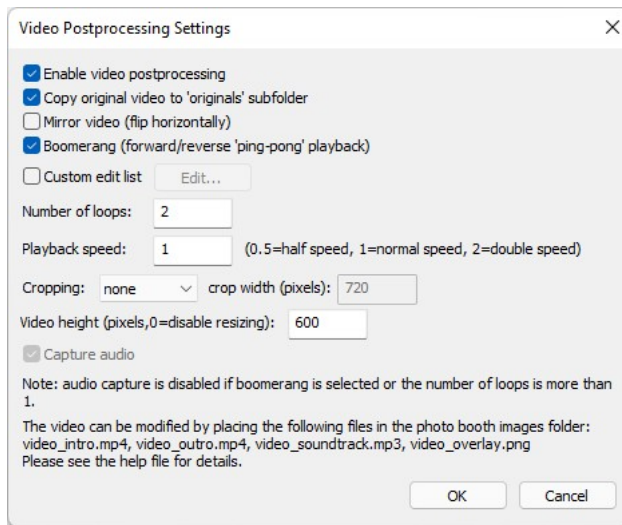 Video Postprocessing Settings
Enable video postprocessing
Copy original video to 'originals' subfolder
Mirror video (flip horizontally)
Boomerang (forward/reverse 'ping-pong' playback)
Custom edit list Edit...
Number of loops: 2
Playback speed: 1 (0.5=half speed, 1=normal speed, 2=double speed)
Cropping: none crop width (pixels): 720
Video height (pixels,0=disable resizing): 600
Capture audio
Note: audio capture is disabled if boomerang is selected or the number of loops is more than
1.
The video can be modified by placing the following files in the photo booth images folder:
video_intro.mp4, video_outro.mp4, video_soundtrack.mp3, video_overlay.png
Please see the help file for details.
OK Cancel